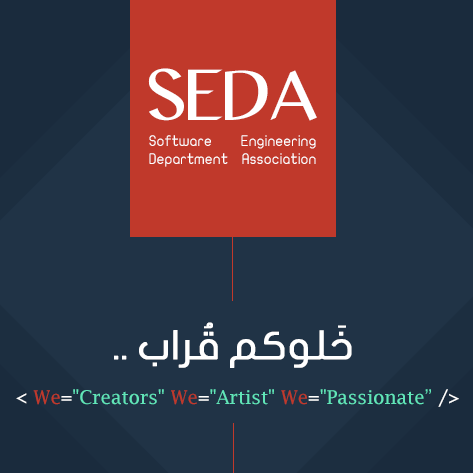 SEDA
Software Engineering
Department Association
خَلوكم قُراب ..
< We="Creators" We="Artist" We="Passionate” />